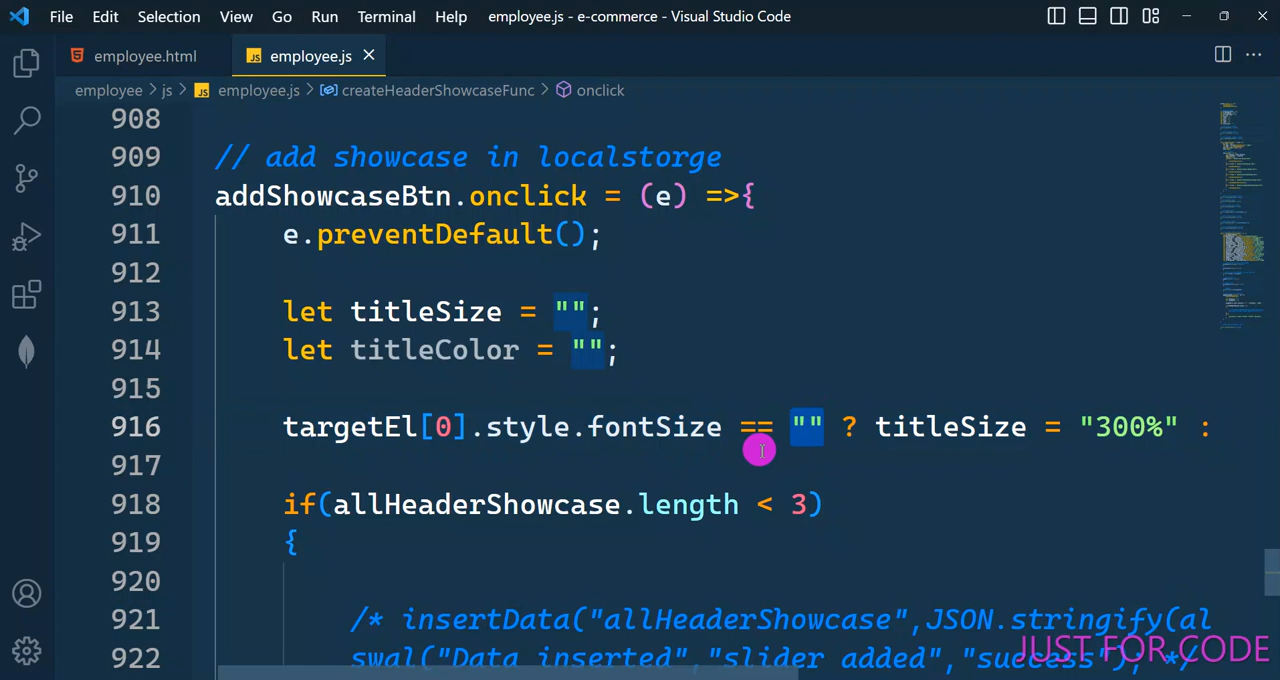 File Edit Selection View Go Run Terminal Help employee.js - e-commerce - Visual Studio Code
employee.html JS employee.js
employee > js > JS employee.js > createHeaderShowcaseFunc > onclick
908
909 // add showcase in localstorge
910 addShowcaseBtn.onclick = (e) =>{
911 e.preventDefault();
912
913 let titleSize = "";
914 let titleColor = "";
915
916 targetEl[0].style.fontSize == "" ? titleSize = "300%" :
917
918 if(allHeaderShowcase.length < 3)
919 {
920
921 /* insertData("allHeaderShowcase",JSON.stringify(al
922 swal("Data inserted","slider added","success"); */
JUST FOR CODE